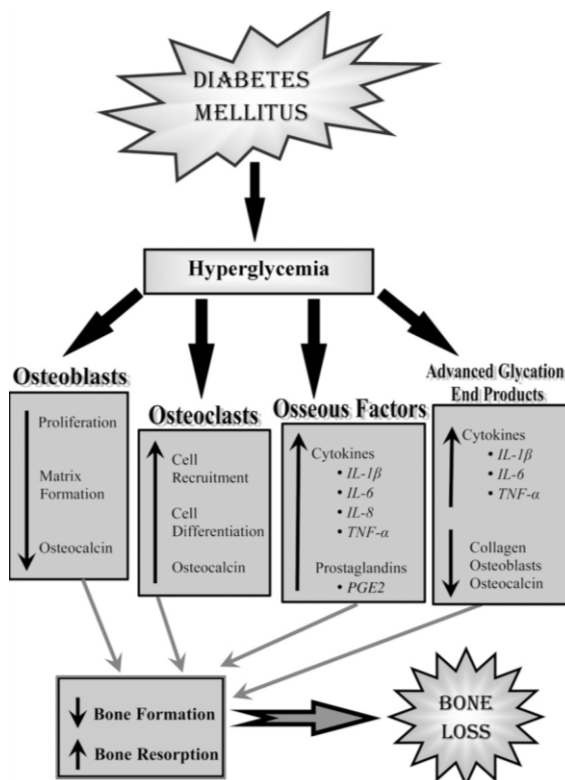 DIABETES
MELLITUS
Hyperglycemia
Osteoblasts
Proliferation
Matrix
Formation
Osteocalcin
Osteoclasts
Cell
Recruitment
Cell
Differentiation
Osteocalcin
Osseous Factors
Cytokines
• IL-1β
• IL-6
• IL-8
• TNF-α
Prostaglandins
• PGE2
Advanced Glycation
End Products
Cytokines
• IL-1β
• IL-6
• TNF-α
Collagen
Osteoblasts
Osteocalcin
Bone Formation
Bone Resorption
BONE
LOSS